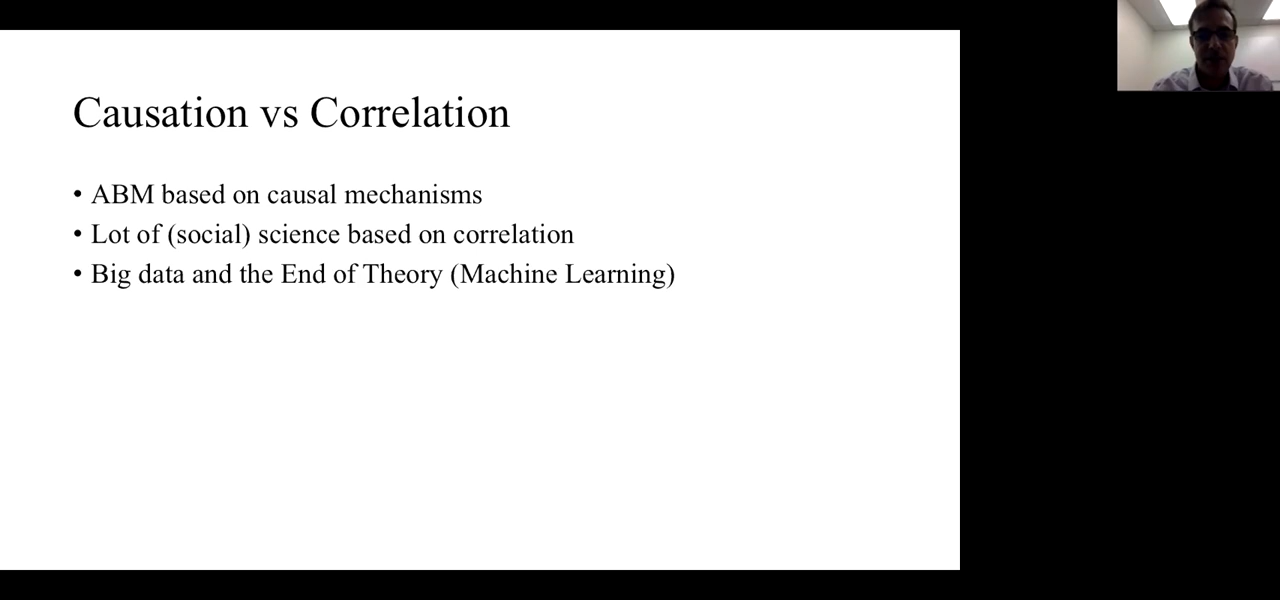 Causation vs Correlation
• ABM based on causal mechanisms
• Lot of (social) science based on correlation
• Big data and the End of Theory (Machine Learning)